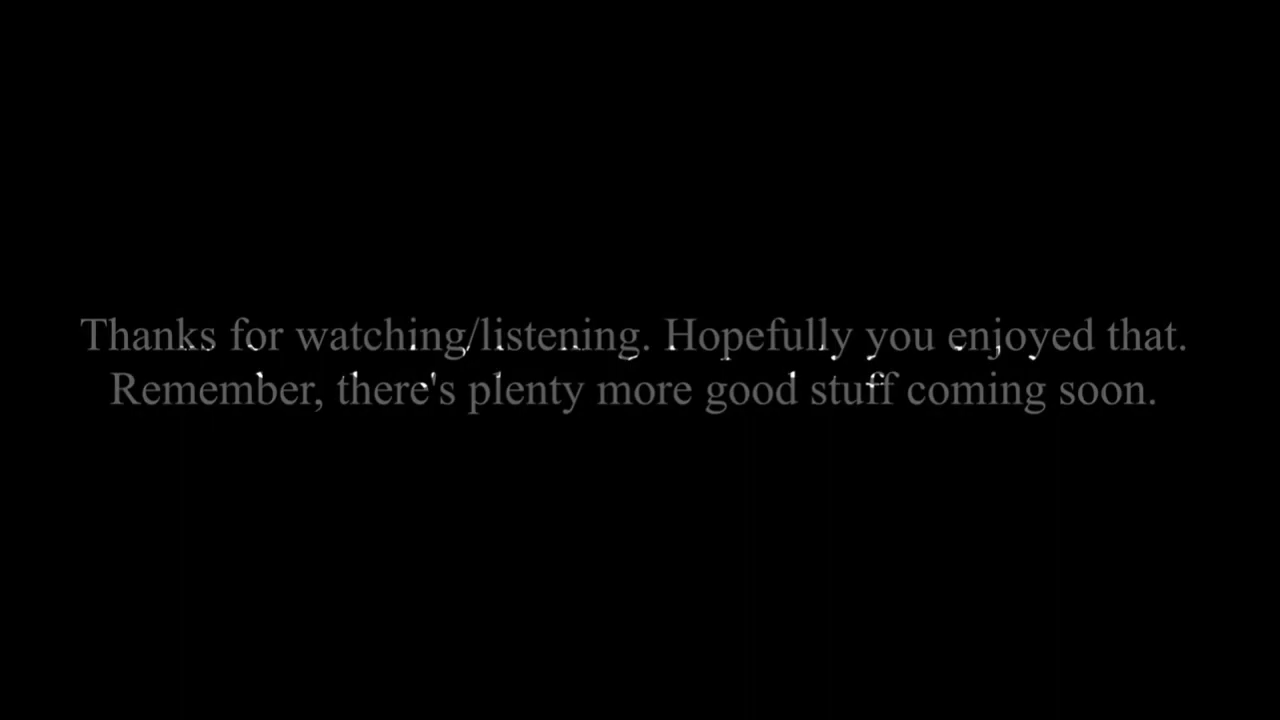 Thanks for watching/listening. Hopefully you enjoyed that.
Remember, there's plenty more good stuff coming soon.